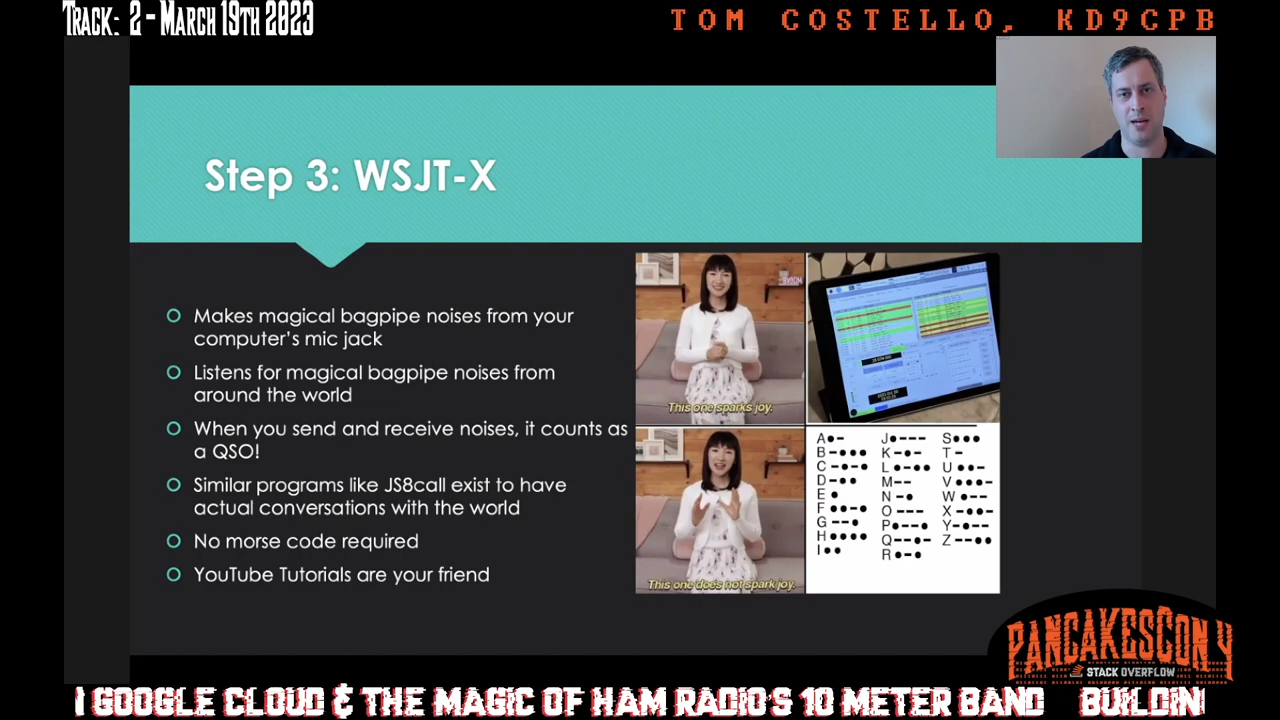 Track: 2 - March 19th 2023
TOM COSTELLO, KD9CPB
Step 3: WSJT-X
Makes magical bagpipe noises from your
computer's mic jack
Listens for magical bagpipe noises from
around the world
When you send and receive noises, it counts as
a QSO!
Similar programs like JS8call exist to have
actual conversations with the world
No morse code required
YouTube Tutorials are your friend
This one sparks joy.
This one does not spark joy.
A●-
B-●●●
C-●-●
D-●●
E●
F●●-●
G--●
H●●●●
I●●
J●---
K-●-
L●-●●
M--
N-●
O---
P●--●
Q--●-
R●-●
S●●●
T-
U●●-
V●●●-
W●--
X-●●-
Y-●--
Z--●●
PANCAKESCON 4
STACK OVERFLOW
I GOOGLE CLOUD & THE MAGIC OF HAM RADIO'S 10 METER BAND BUILDIN